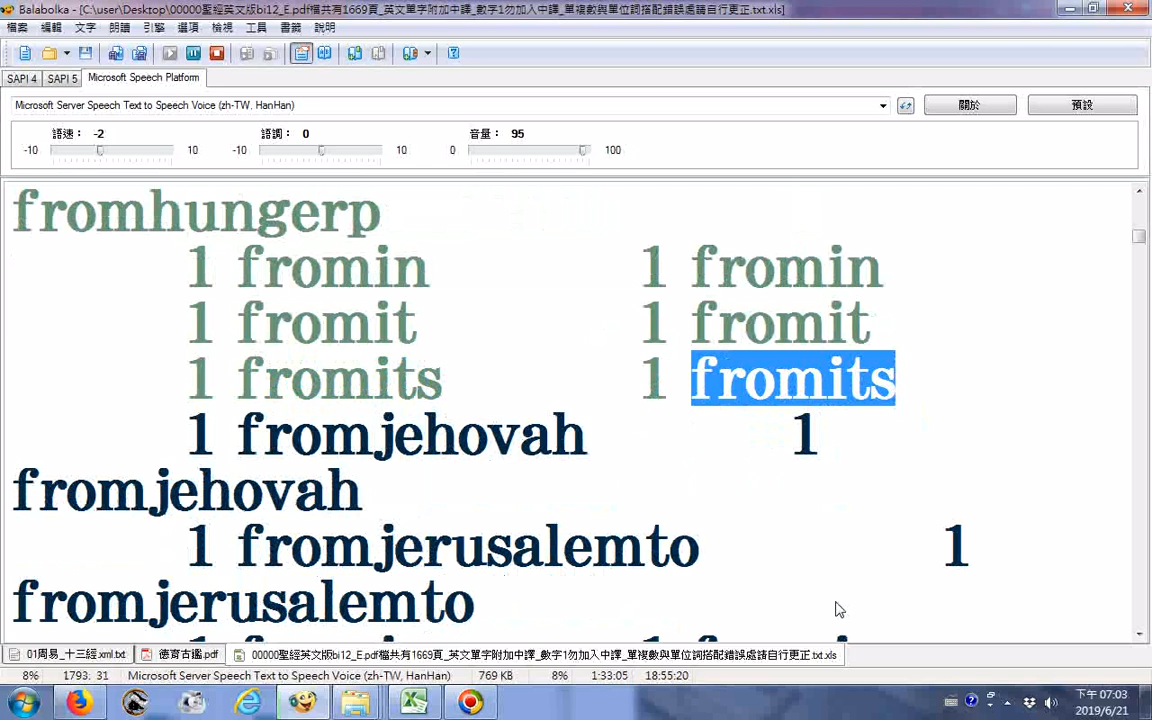 Balabolka - [C:\user\Desktop\00000聖經英文版bi12_E.pdf檔共有1669頁_英文單字附加中譯_數字1勿加入中譯_單複數與單位詞搭配錯誤處請自行更正.txt.xls]
檔案 編輯 文字 朗讀 引擎 選項 檢視 工具 書籤 說明
SAPI 4 SAPI 5 Microsoft Speech Platform
Microsoft Server Speech Text to Speech Voice (zh-TW, HanHan) 關於 預設
語速： -2 語調： 0 音量： 95
-10 10 -10 10 0 100
fromhungerp
1 fromin 1 fromin
1 fromit 1 fromit
1 fromits 1 fromits
1 fromjehovah 1
fromjehovah
1 fromjerusalemto 1
fromjerusalemto
01周易_十三經.xml.txt 德育古鑑.pdf 00000聖經英文版bi12_E.pdf檔共有1669頁_英文單字附加中譯_數字1勿加入中譯_單複數與單位詞搭配錯誤處請自行更正.txt.xls
8% 1793: 31 Microsoft Server Speech Text to Speech Voice (zh-TW, HanHan) 769 KB 8% 1:33:05 18:55:20
下午 07:03
2019/6/21